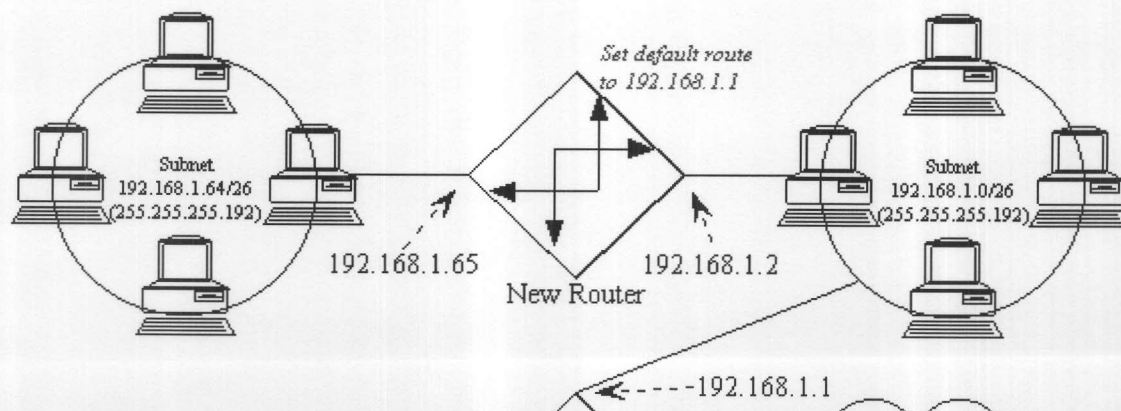 Set default route
to 192.168.1.1
Subnet
192.168.1.64/26
(255.255.255.192)
Subnet
192.168.1.0/26
(255.255.255.192)
192.168.1.65
192.168.1.2
New Router
192.168.1.1